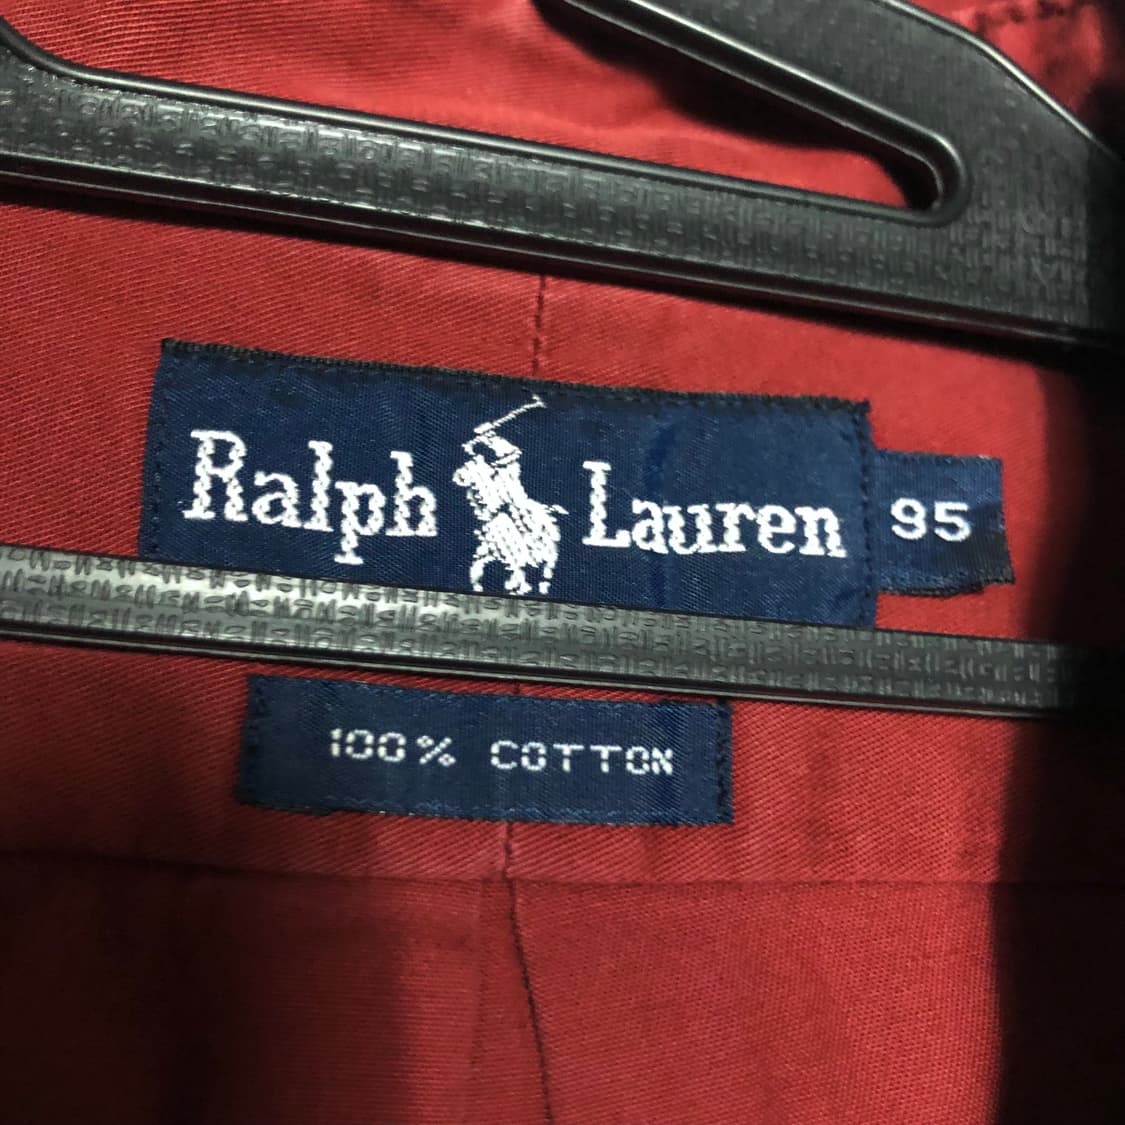 Ralph Lauren 95
100% COTTON